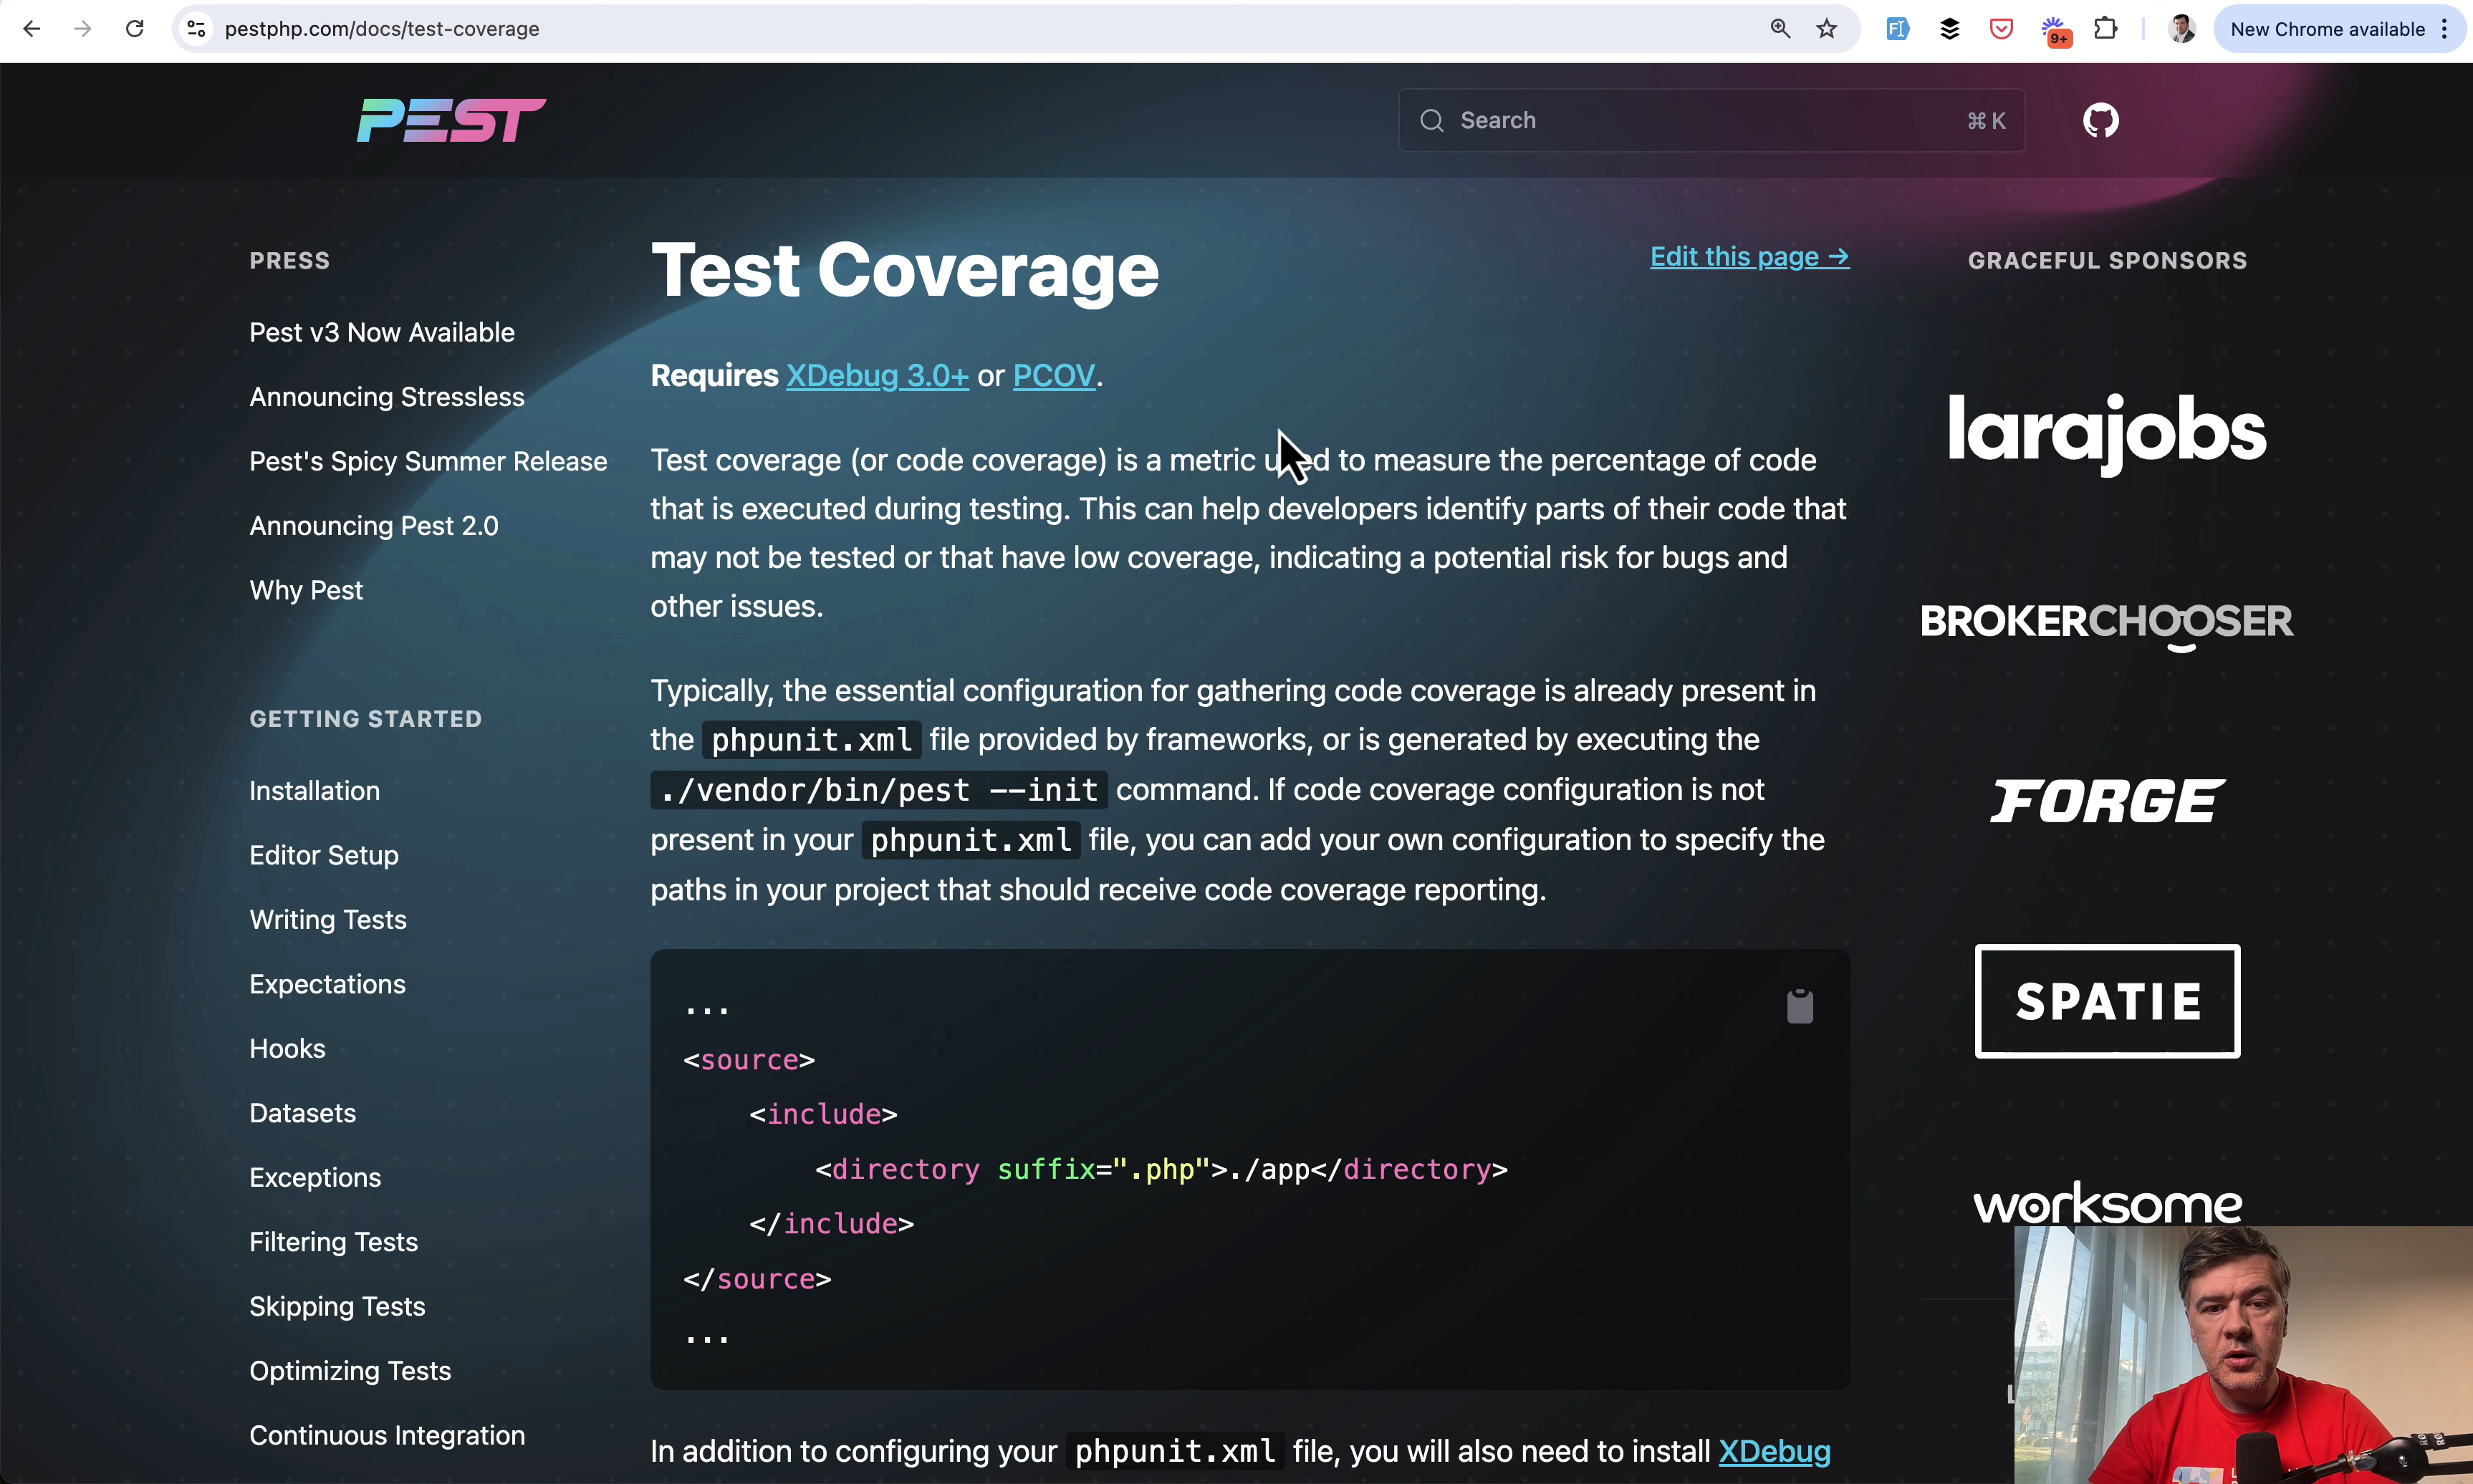 pestphp.com/docs/test-coverage
9+
New Chrome available
PEST
Search
⌘ K
PRESS
Pest v3 Now Available
Announcing Stressless
Pest's Spicy Summer Release
Announcing Pest 2.0
Why Pest
GETTING STARTED
Installation
Editor Setup
Writing Tests
Expectations
Hooks
Datasets
Exceptions
Filtering Tests
Skipping Tests
Optimizing Tests
Continuous Integration
Test Coverage
Edit this page →
Requires XDebug 3.0+ or PCOV.
Test coverage (or code coverage) is a metric used to measure the percentage of code
that is executed during testing. This can help developers identify parts of their code that
may not be tested or that have low coverage, indicating a potential risk for bugs and
other issues.
Typically, the essential configuration for gathering code coverage is already present in
the phpunit.xml file provided by frameworks, or is generated by executing the
./vendor/bin/pest --init command. If code coverage configuration is not
present in your phpunit.xml file, you can add your own configuration to specify the
paths in your project that should receive code coverage reporting.
...
<source>
<include>
<directory suffix=".php">./app</directory>
</include>
</source>
...
In addition to configuring your phpunit.xml file, you will also need to install XDebug
GRACEFUL SPONSORS
larajobs
BROKERCHOOSER
FORGE
SPATIE
worksome